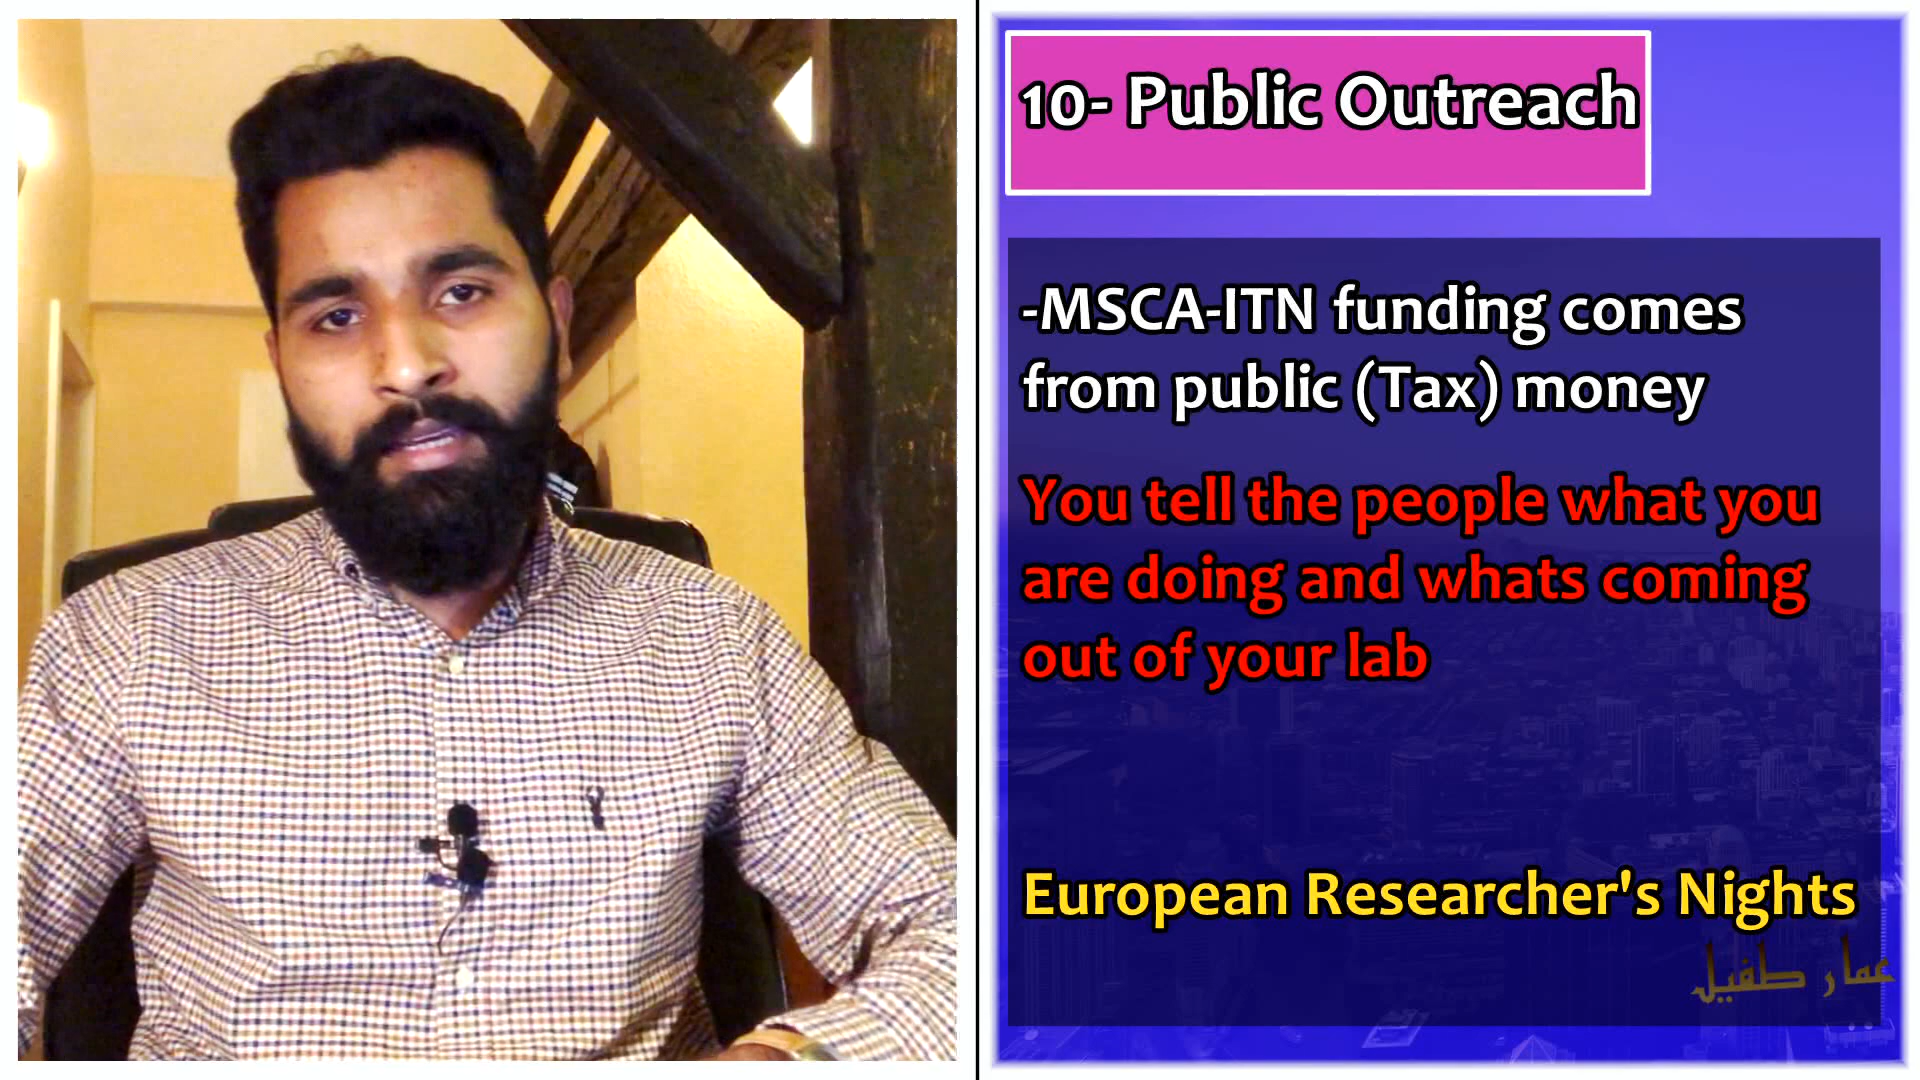 10- Public Outreach
-MSCA-ITN funding comes
from public (Tax) money
You tell the people what you
are doing and whats coming
out of your lab
European Researcher's Nights
عمار طفیل